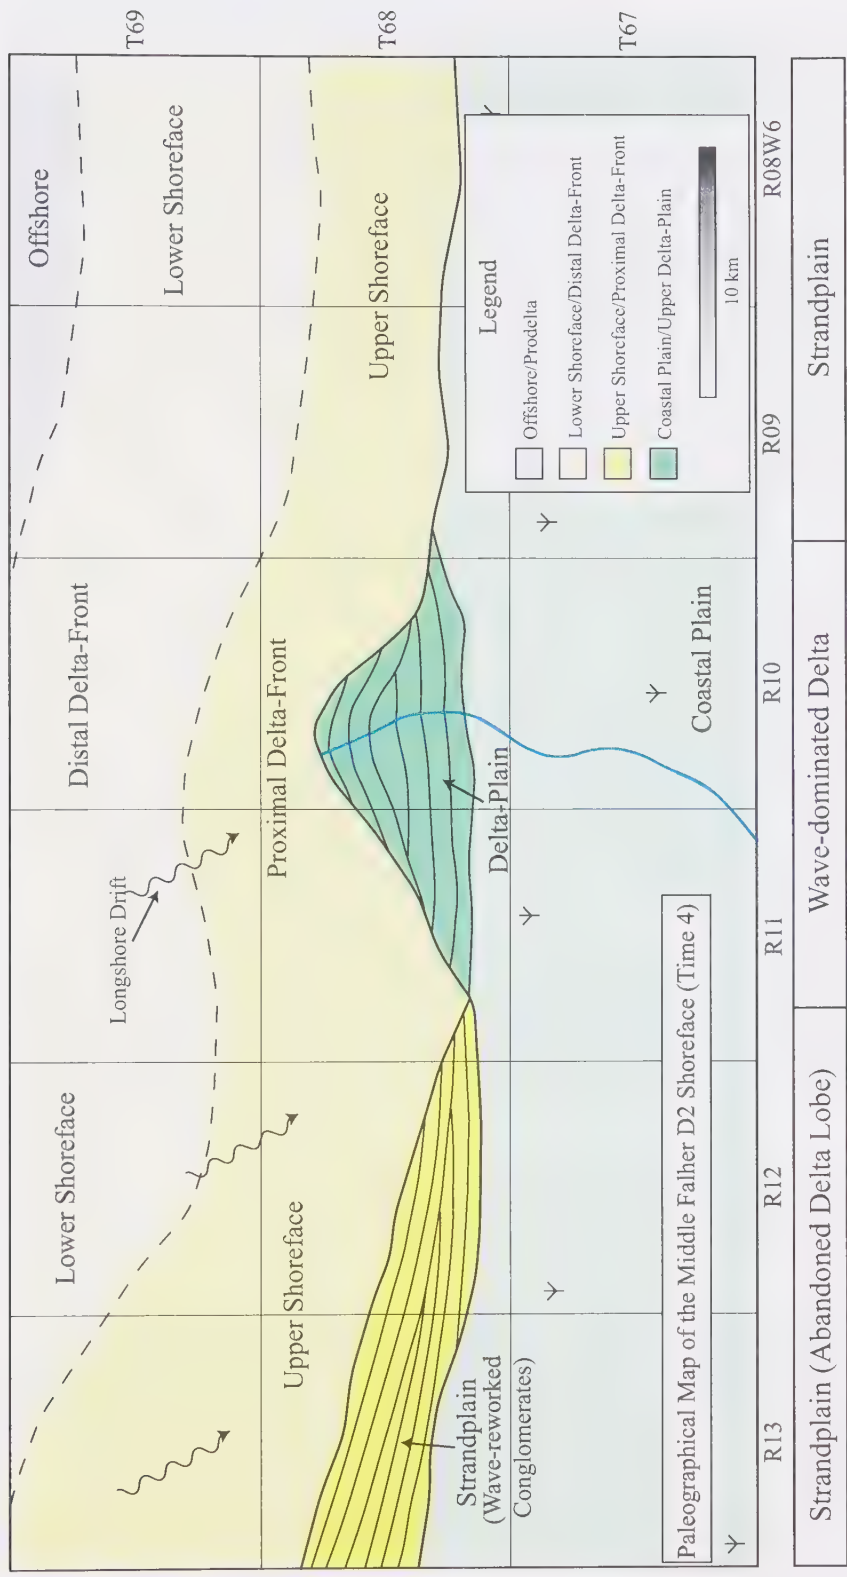 T69
T68
T67
Offshore
Lower Shoreface
Upper Shoreface
Distal Delta-Front
Proximal Delta-Front
Longshore Drift
Lower Shoreface
Upper Shoreface
Delta-Plain
Coastal Plain
Strandplain
(Wave-reworked
Conglomerates)
Legend
Offshore/Prodelta
Lower Shoreface/Distal Delta-Front
Upper Shoreface/Proximal Delta-Front
Coastal Plain/Upper Delta-Plain
10 km
Paleographical Map of the Middle Falher D2 Shoreface (Time 4)
R13
R12
R11
R10
R09
R08W6
Strandplain (Abandoned Delta Lobe)
Wave-dominated Delta
Strandplain